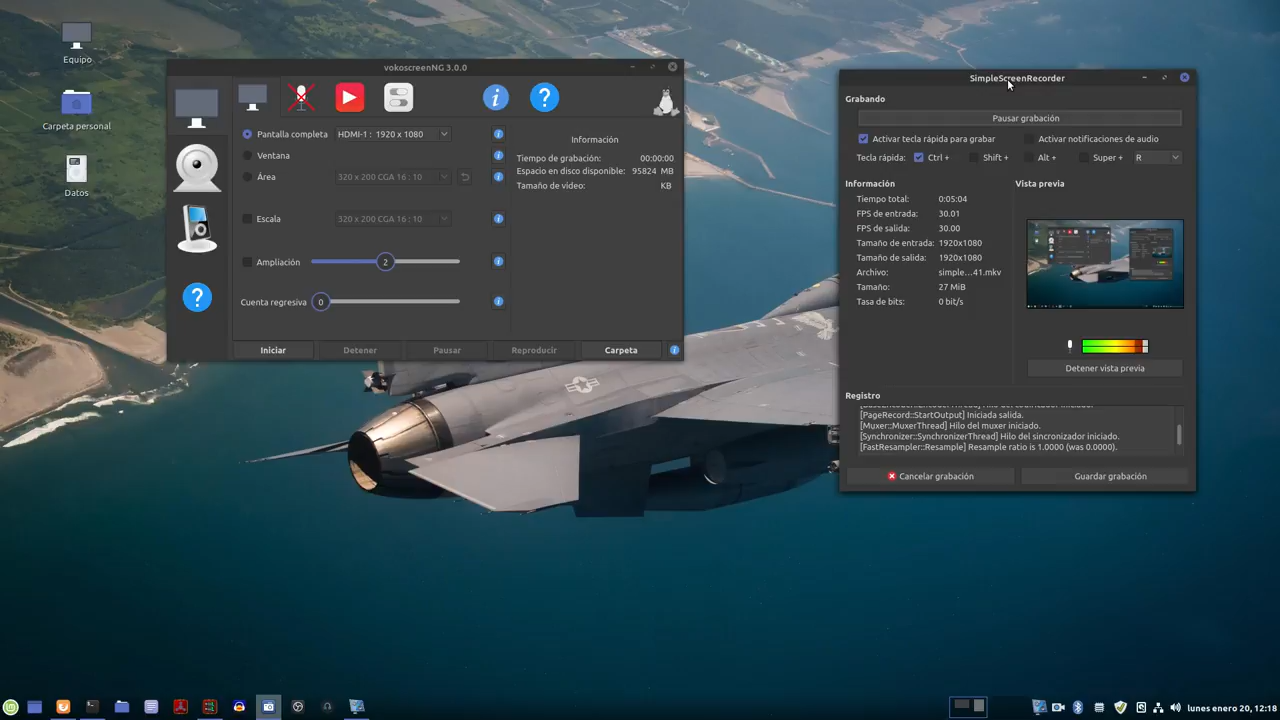 Equipo
Carpeta personal
Datos
vokoscreenNG 3.0.0
Pantalla completa
HDMI-1 : 1920 x 1080
Ventana
Área
320 x 200 CGA 16 : 10
Escala
320 x 200 CGA 16 : 10
Ampliación
2
Cuenta regresiva
0
Información
Tiempo de grabación: 00:00:00
Espacio en disco disponible: 95824 MB
Tamaño de vídeo: KB
Iniciar
Detener
Pausar
Reproducir
Carpeta
SimpleScreenRecorder
Grabando
Pausar grabación
Activar tecla rápida para grabar
Activar notificaciones de audio
Tecla rápida: Ctrl + Shift + Alt + Super + R
Información
Tiempo total: 0:05:04
FPS de entrada: 30.01
FPS de salida: 30.00
Tamaño de entrada: 1920x1080
Tamaño de salida: 1920x1080
Archivo: simple...41.mkv
Tamaño: 27 MiB
Tasa de bits: 0 bit/s
Vista previa
Detener vista previa
Registro
[PageRecord::StartOutput] Iniciada salida.
[Muxer::MuxerThread] Hilo del muxer iniciado.
[Synchronizer::SynchronizerThread] Hilo del sincronizador iniciado.
[FastResampler::Resample] Resample ratio is 1.0000 (was 0.0000).
Cancelar grabación
Guardar grabación
lunes enero 20, 12:18